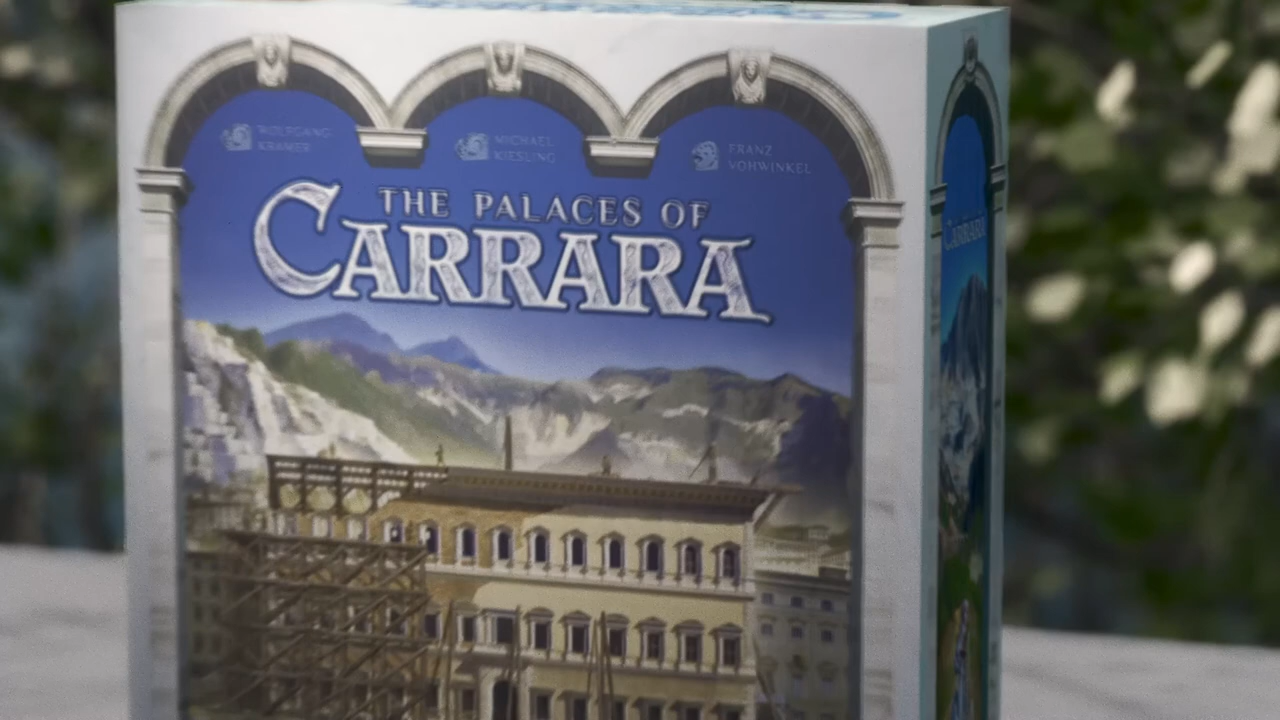 WOLFGANG
KRAMER
MICHAEL
KIESLING
FRANZ
VOHWINKEL
THE PALACES OF
CARRARA
CARRARA